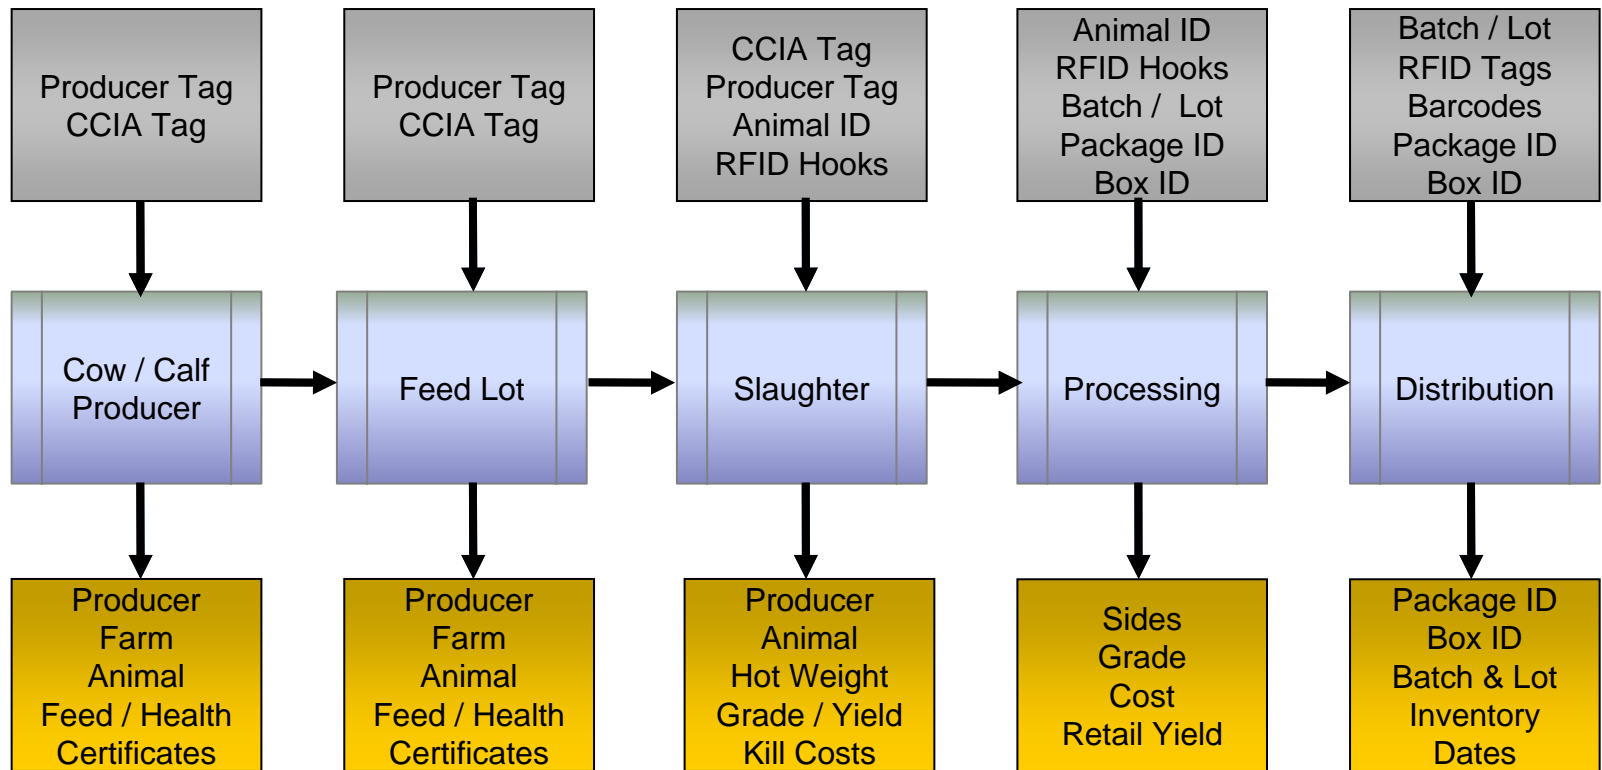 Producer Tag
CCIA Tag
Producer Tag
CCIA Tag
CCIA Tag
Producer Tag
Animal ID
RFID Hooks
Animal ID
RFID Hooks
Batch / Lot
Package ID
Box ID
Batch / Lot
RFID Tags
Barcodes
Package ID
Box ID
Cow / Calf
Producer
Feed Lot
Slaughter
Processing
Distribution
Producer
Farm
Animal
Feed / Health
Certificates
Producer
Farm
Animal
Feed / Health
Certificates
Producer
Animal
Hot Weight
Grade / Yield
Kill Costs
Sides
Grade
Cost
Retail Yield
Package ID
Box ID
Batch & Lot
Inventory
Dates